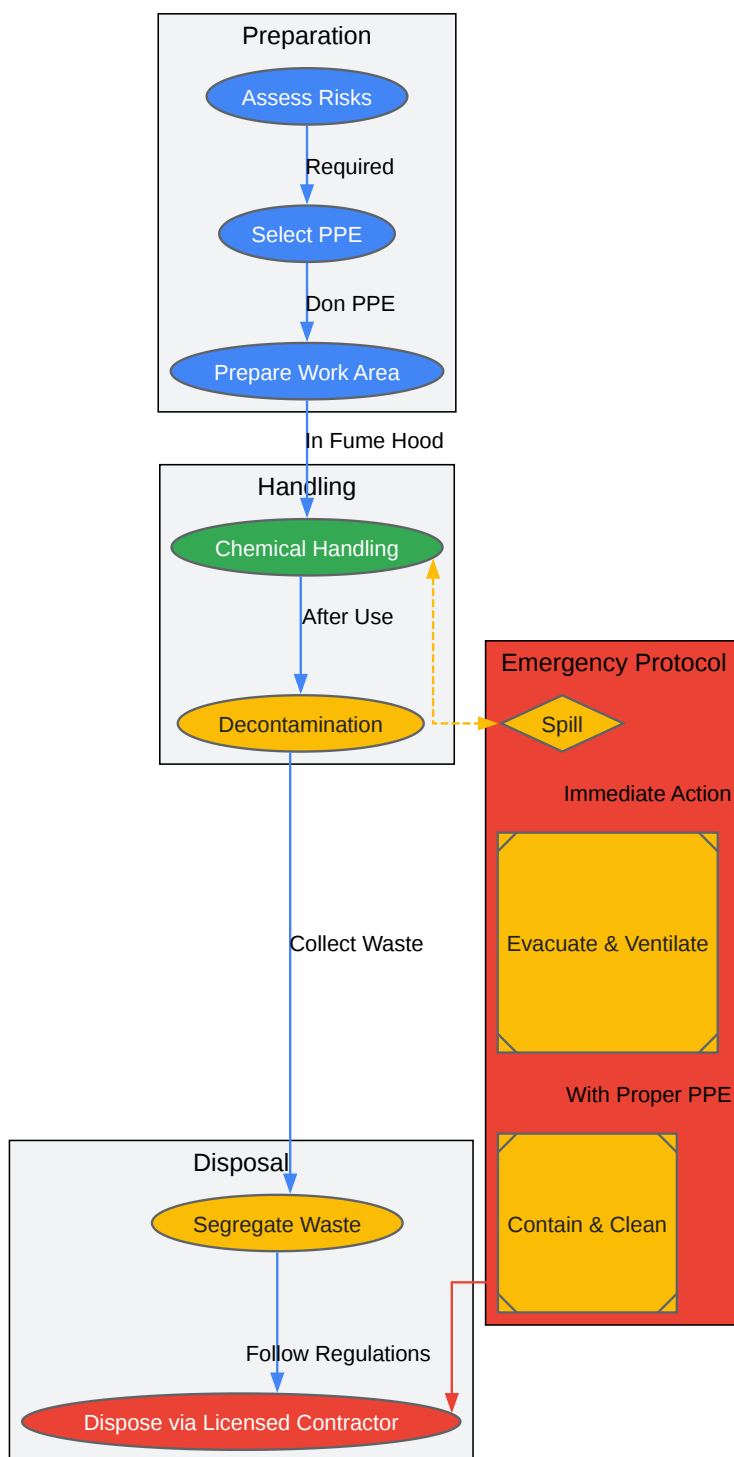 Preparation
Assess Risks
Required
Select PPE
Don PPE
Prepare Work Area
In Fume Hood
Handling
Chemical Handling
After Use
Decontamination
Emergency Protocol
Spill
Immediate Action
Evacuate & Ventilate
Collect Waste
With Proper PPE
Contain & Clean
Disposal
Segregate Waste
Follow Regulations
Dispose via Licensed Contractor